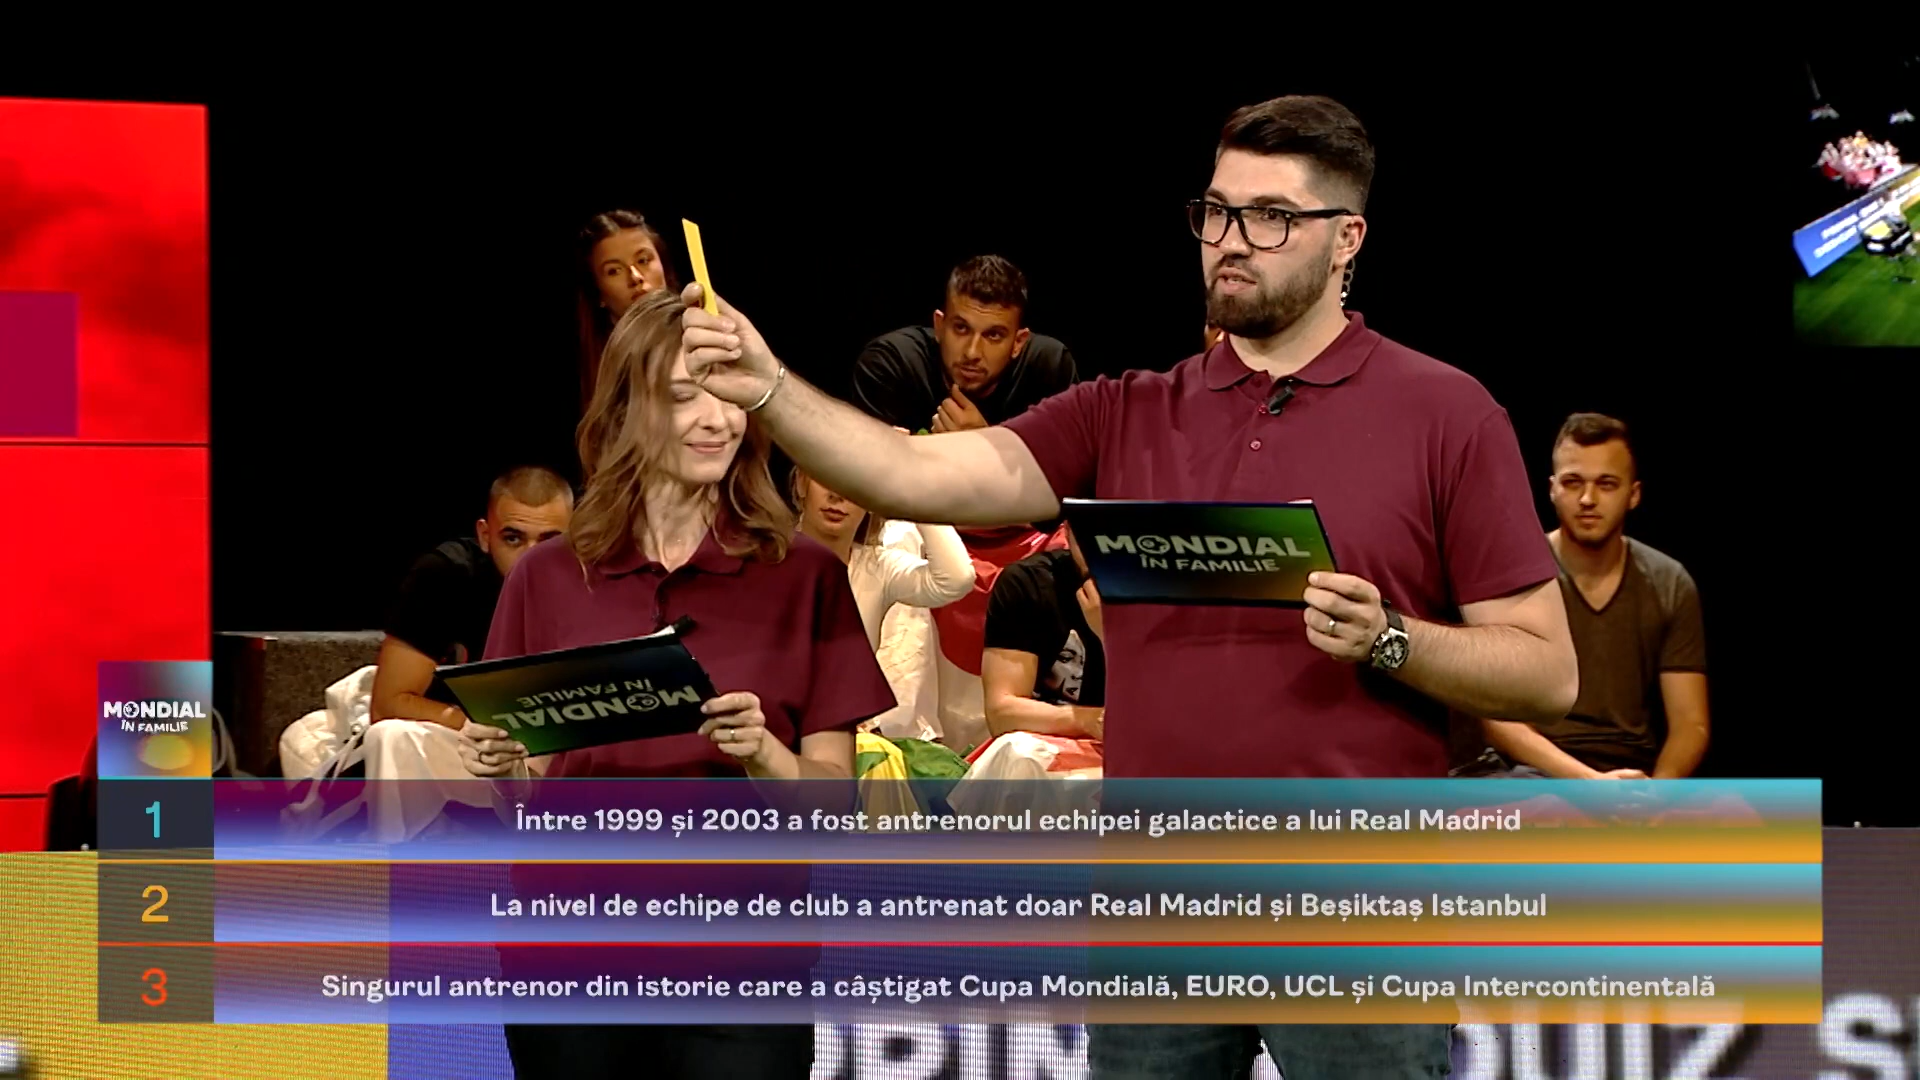 MONDIAL
ÎN FAMILIE
MONDIAL
ÎN FAMILIE
MONDIAL
ÎN FAMILIE
1 Între 1999 și 2003 a fost antrenorul echipei galactice a lui Real Madrid
2 La nivel de echipe de club a antrenat doar Real Madrid și Beșiktaș Istanbul
3 Singurul antrenor din istorie care a câștigat Cupa Mondială, EURO, UCL și Cupa Intercontinentală